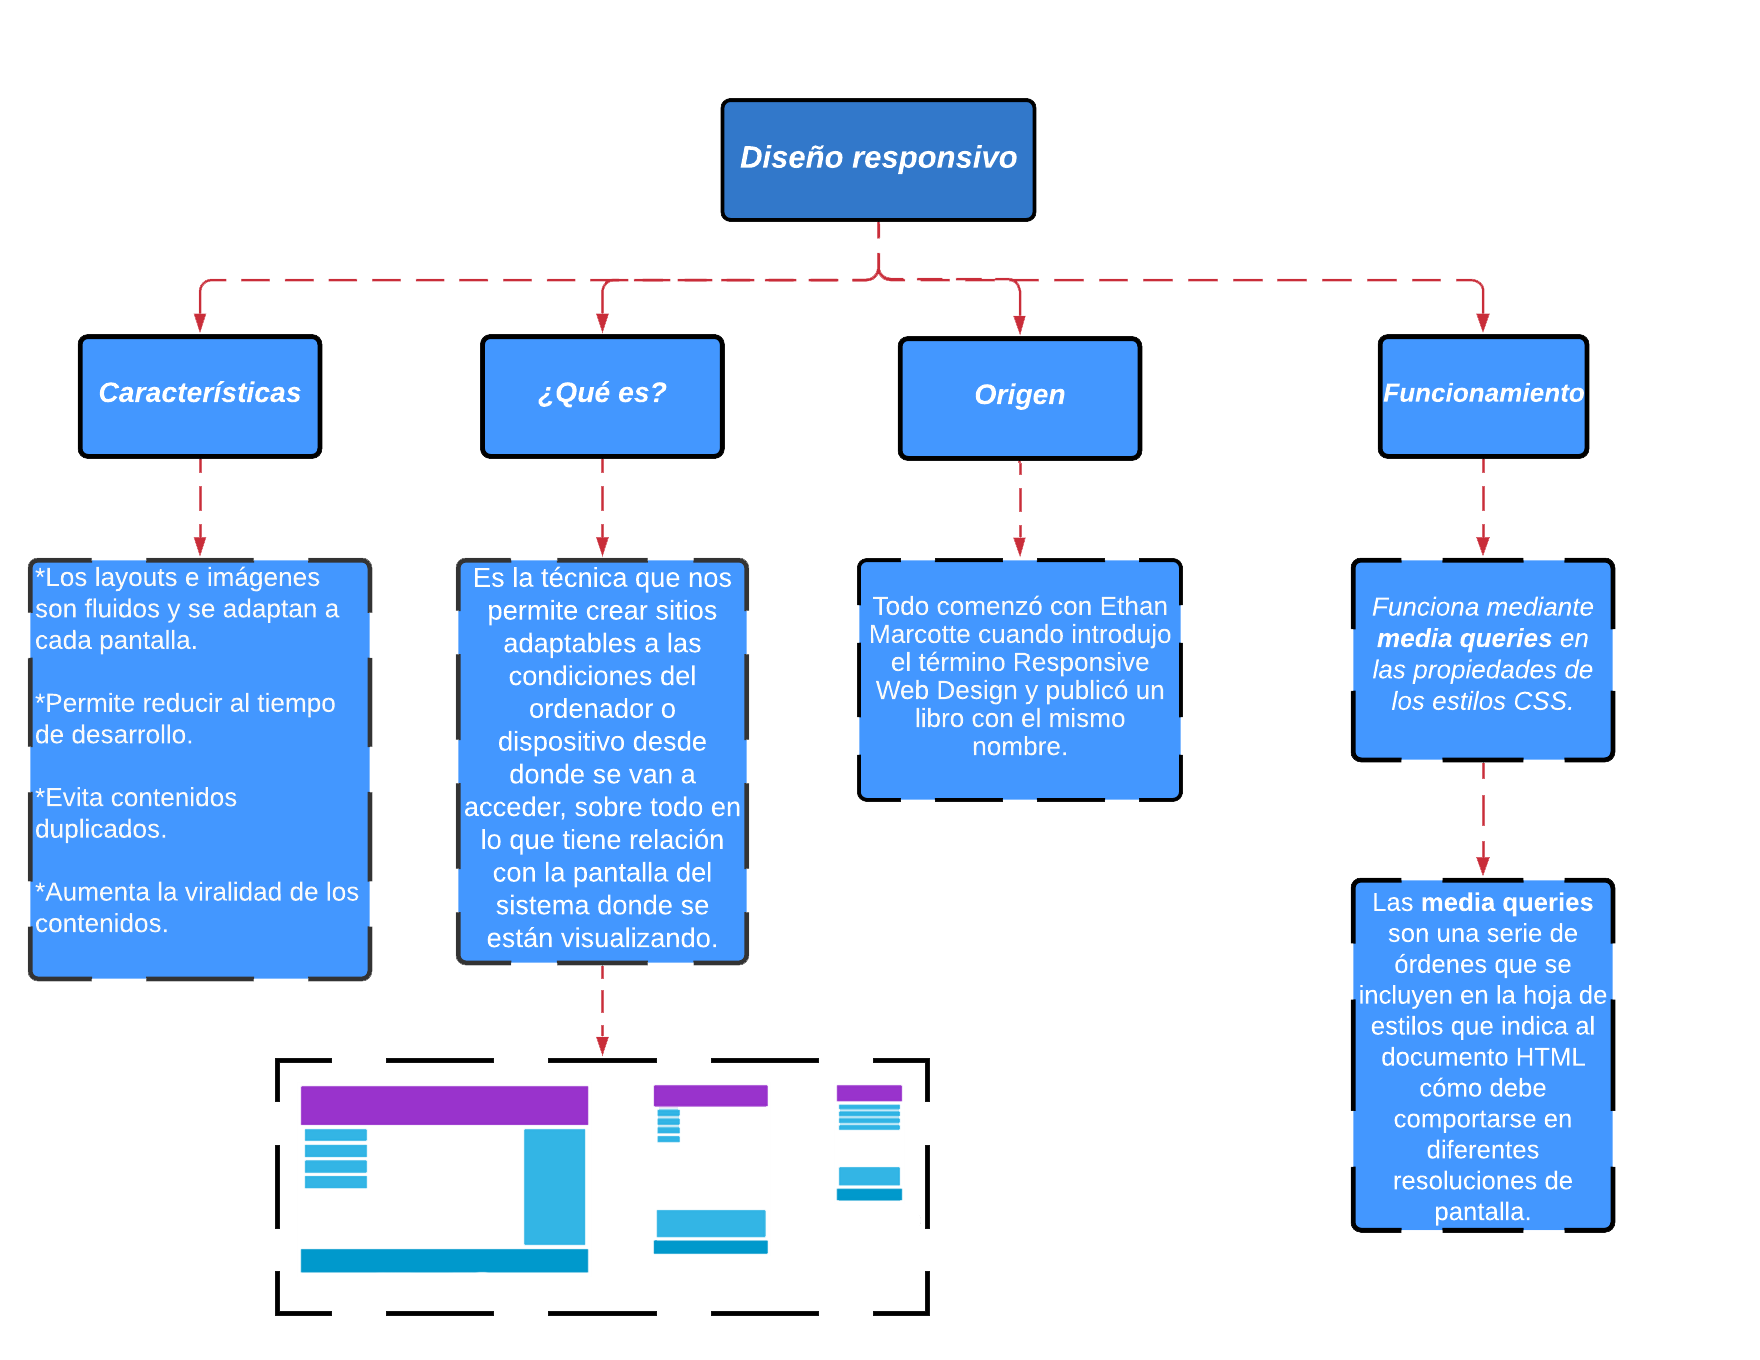 Diseño responsivo
Características
¿Qué es?
Origen
Funcionamiento
*Los layouts e imágenes
son fluidos y se adaptan a
cada pantalla.
*Permite reducir al tiempo
de desarrollo.
*Evita contenidos
duplicados.
*Aumenta la viralidad de los
contenidos.
Es la técnica que nos
permite crear sitios
adaptables a las
condiciones del
ordenador o
dispositivo desde
donde se van a
acceder, sobre todo en
lo que tiene relación
con la pantalla del
sistema donde se
están visualizando.
Todo comenzó con Ethan
Marcotte cuando introdujo
el término Responsive
Web Design y publicó un
libro con el mismo
nombre.
Funciona mediante
media queries en
las propiedades de
los estilos CSS.
Las media queries
son una serie de
órdenes que se
incluyen en la hoja de
estilos que indica al
documento HTML
cómo debe
comportarse en
diferentes
resoluciones de
pantalla.